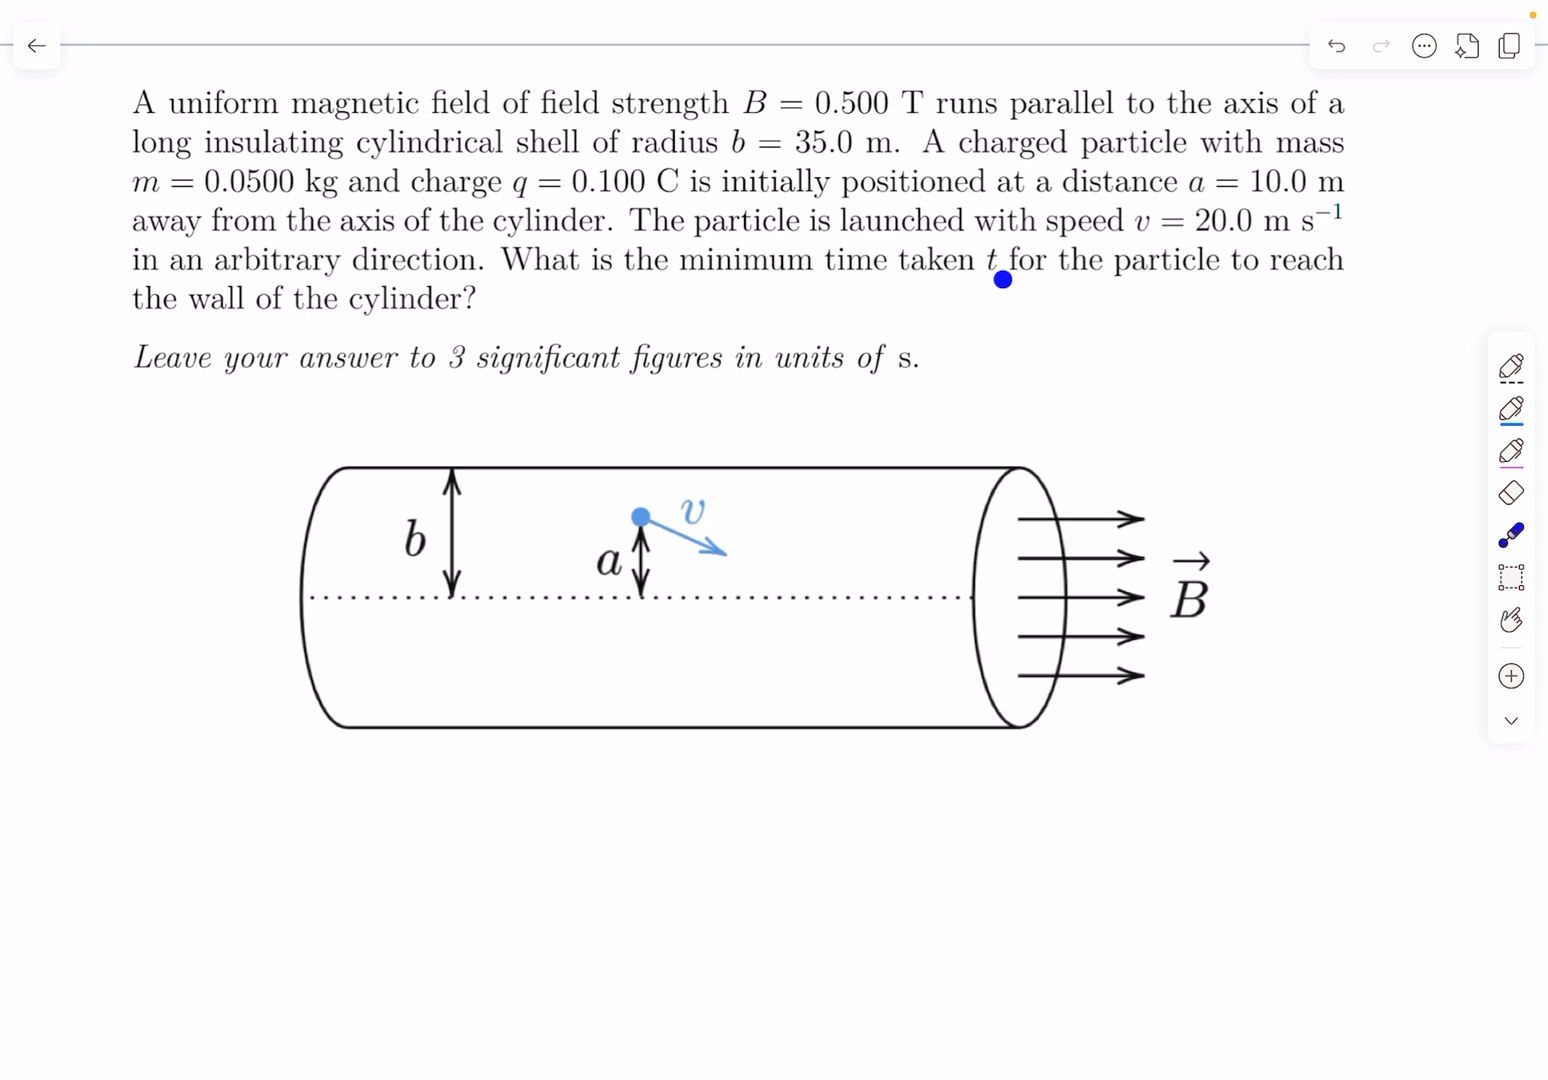 A uniform magnetic field of field strength B = 0.500 T runs parallel to the axis of a
long insulating cylindrical shell of radius b = 35.0 m. A charged particle with mass
m = 0.0500 kg and charge q = 0.100 C is initially positioned at a distance a = 10.0 m
away from the axis of the cylinder. The particle is launched with speed v = 20.0 m s⁻¹
in an arbitrary direction. What is the minimum time taken t for the particle to reach
the wall of the cylinder?
Leave your answer to 3 significant figures in units of s.
v
b
a
B⃗